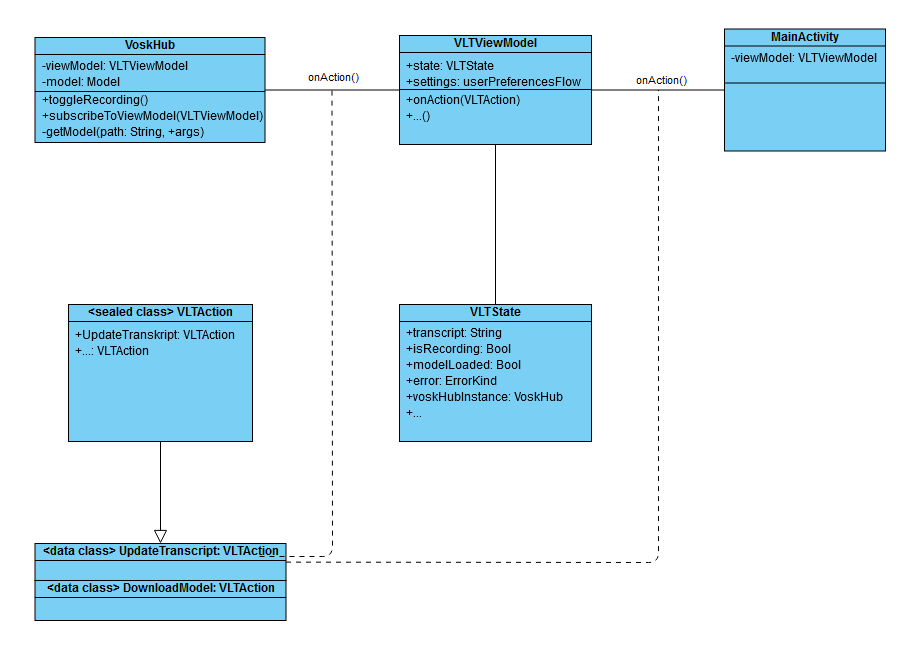 VoskHub
-viewModel: VLTViewModel
-model: Model
+toggleRecording()
+subscribeToViewModel(VLTViewModel)
-getModel(path: String, +args)
onAction()
VLTViewModel
+state: VLTState
+settings: userPreferencesFlow
+onAction(VLTAction)
+...()
onAction()
MainActivity
-viewModel: VLTViewModel
<sealed class> VLTAction
+UpdateTranskript: VLTAction
+...: VLTAction
VLTState
+transcript: String
+isRecording: Bool
+modelLoaded: Bool
+error: ErrorKind
+voskHubInstance: VoskHub
+...
<data class> UpdateTranscript: VLTAction
<data class> DownloadModel: VLTAction